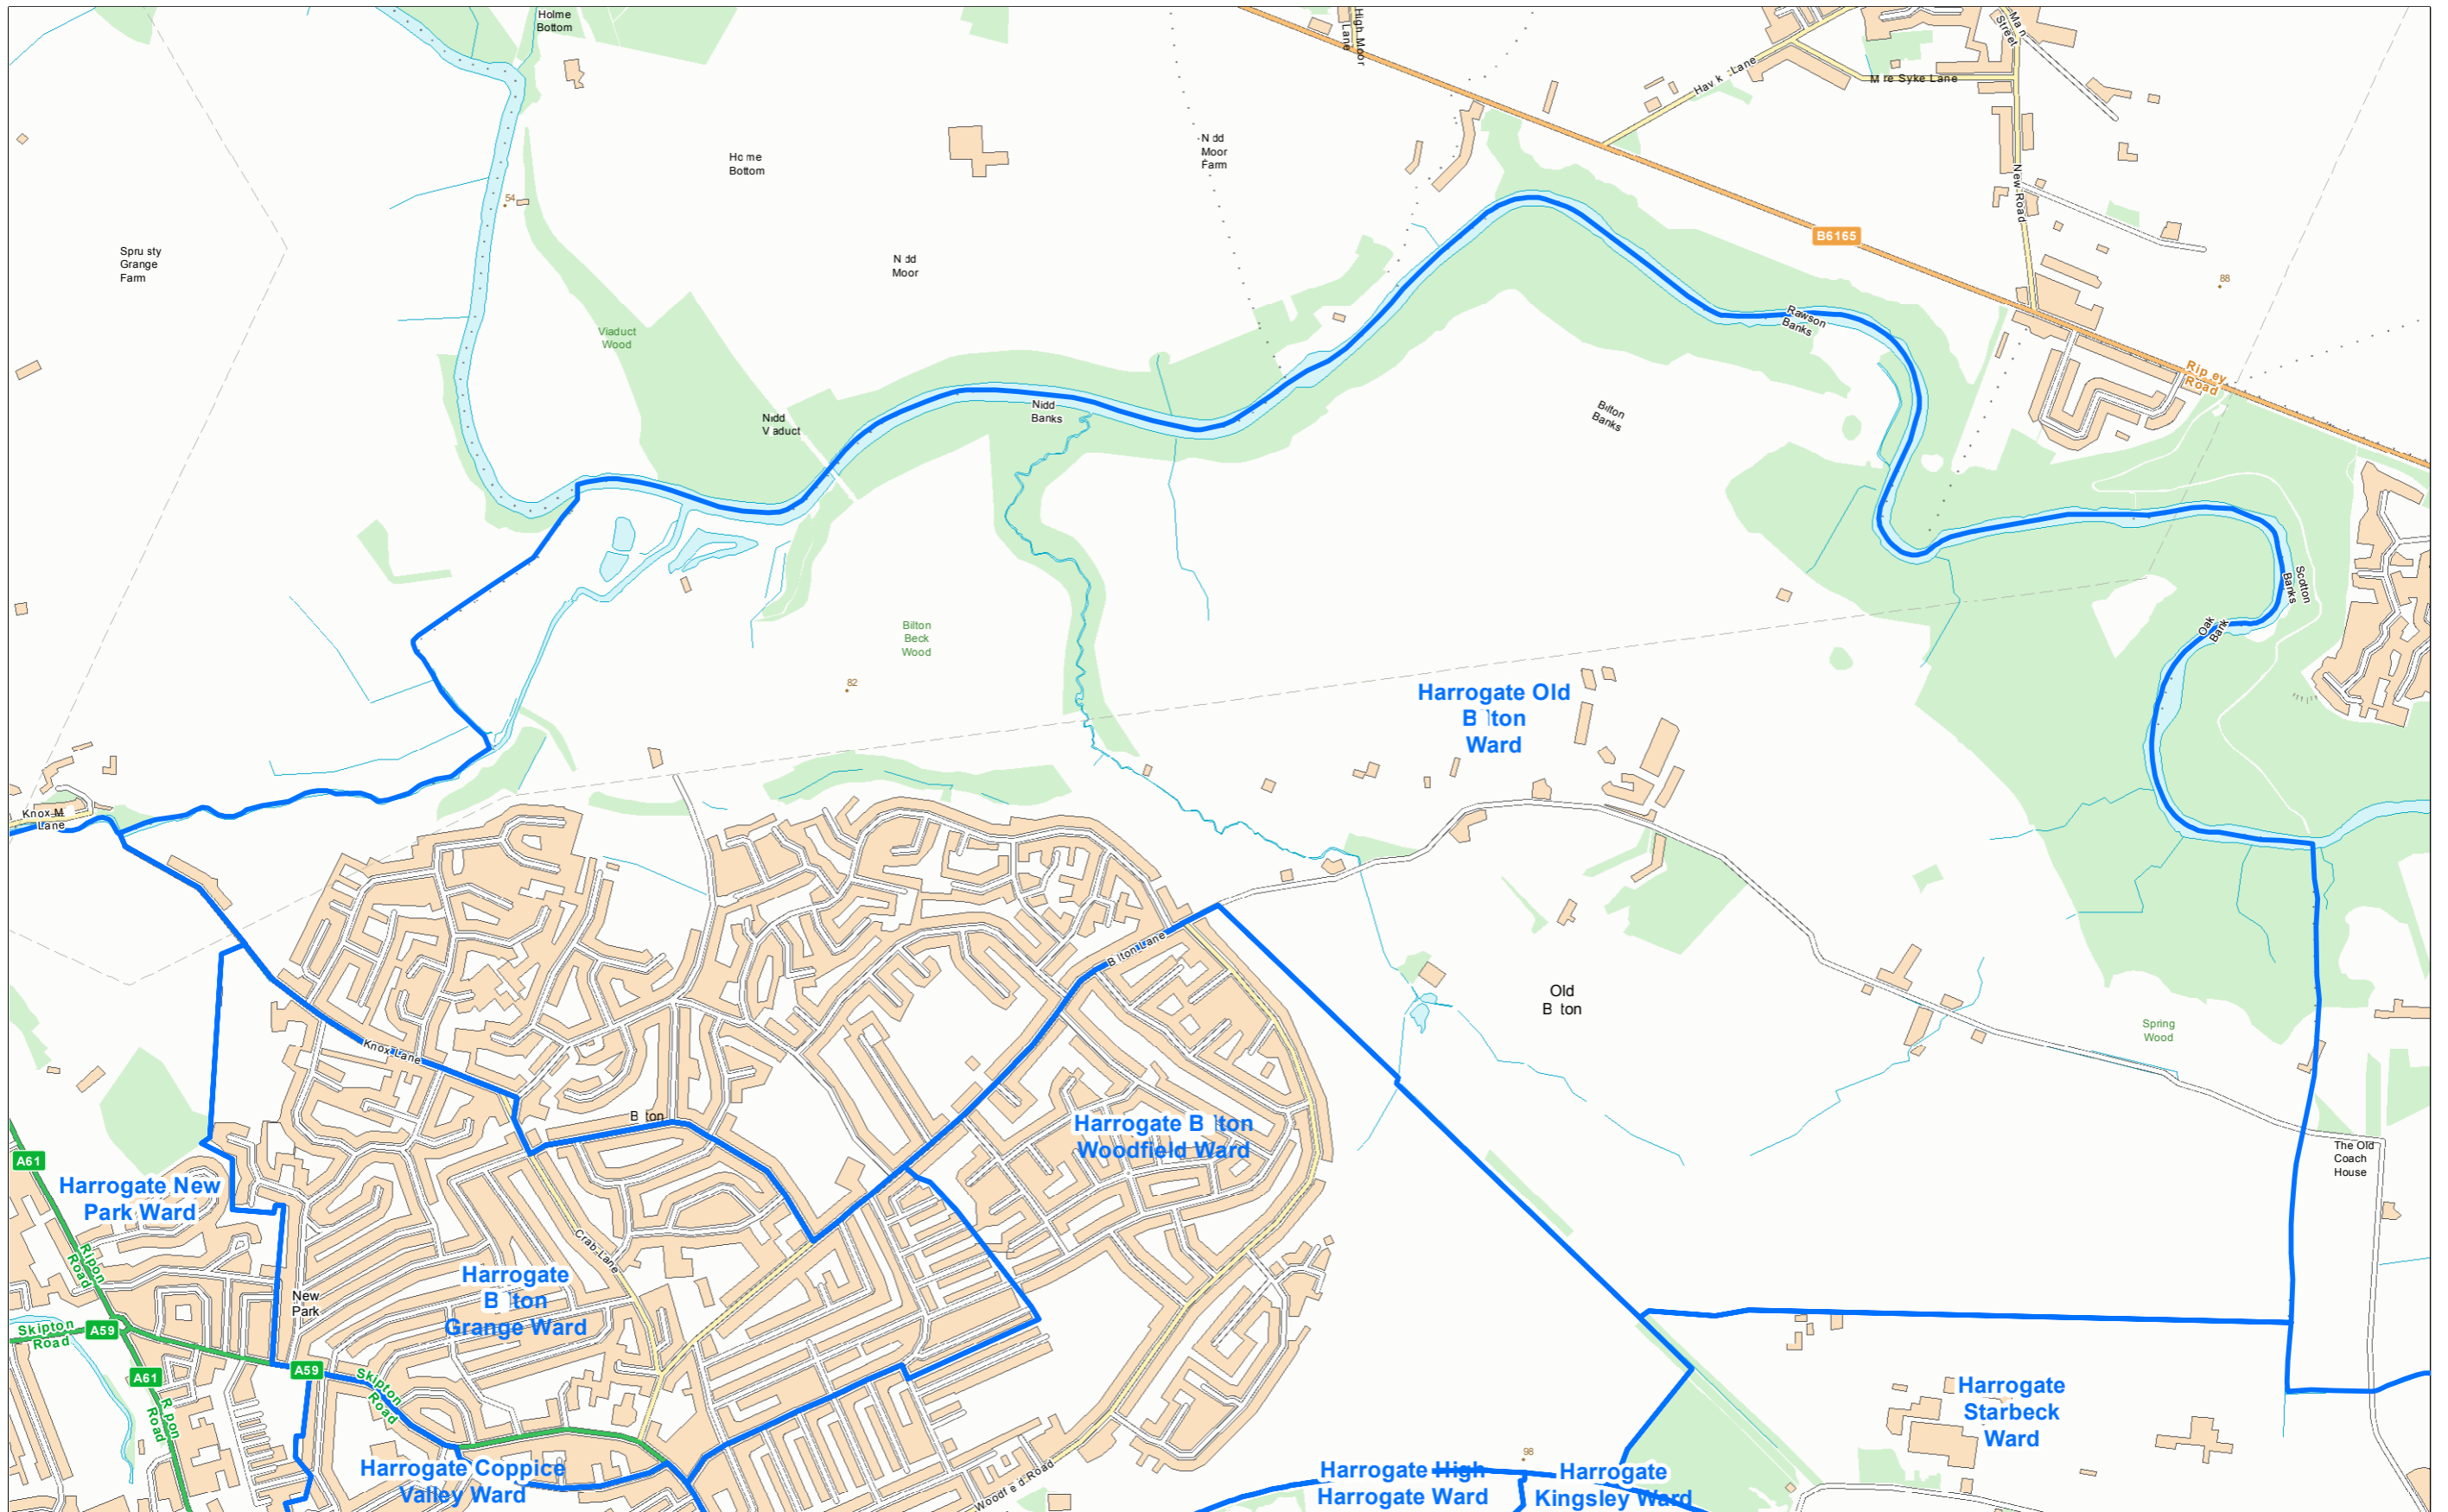 Holme
Bottom
High Moor
Lane
Main
Street
Lane
Mire Syke Lane
Bottom
Nidd
Moor
Farm
54
New Road
B6165
Sprusty
Grange
Farm
Nidd
Moor
88
Viaduct
Wood
Rawson
Banks
Ripley
Road
Nidd
Banks
Bilton
Banks
Nidd
Viaduct
Scotton
Banks
Oak
Bank
Bilton
Beck
Wood
82
Harrogate Old
Bilton
Ward
Knox
Lane
Bilton Lane
Old
Bilton
Spring
Wood
Knox Lane
Bilton
Harrogate Bilton
Woodfield Ward
The Old
Coach
House
A61
Harrogate New
Park Ward
Ripon
Road
Crab Lane
Harrogate
Bilton
Grange Ward
New
Park
Skipton
Road
A59
A59
A61
Skipton
Road
Ripon
Road
Harrogate
Starbeck
Ward
98
Harrogate Coppice
Valley Ward
Woodfield Road
Harrogate High
Harrogate Ward
Harrogate
Kingsley Ward